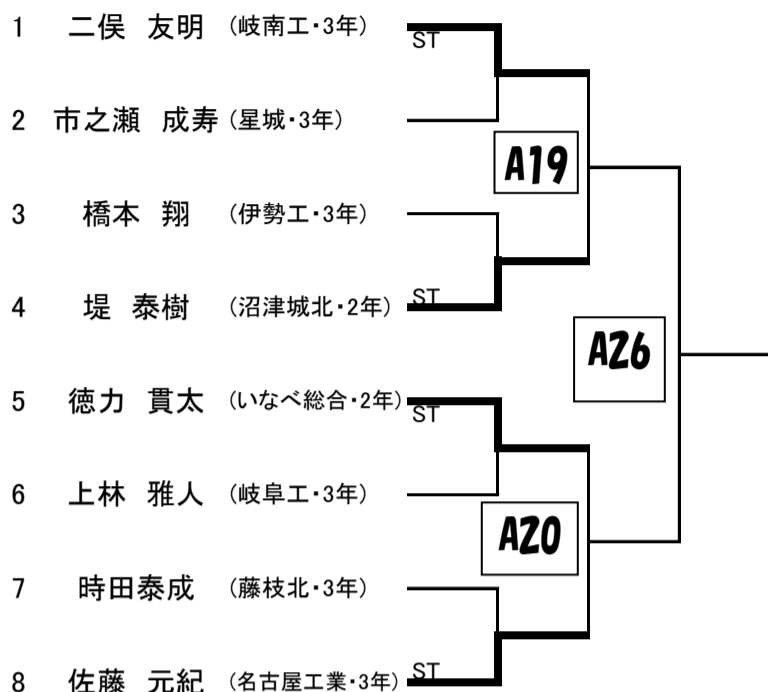 1 二俣 友明 (岐南工・3年) ST
2 市之瀬 成寿 (星城・3年)
A19
3 橋本 翔 (伊勢工・3年)
4 堤 泰樹 (沼津城北・2年) ST
A26
5 徳力 貫太 (いなべ総合・2年) ST
6 上林 雅人 (岐阜工・3年)
A20
7 時田泰成 (藤枝北・3年)
8 佐藤 元紀 (名古屋工業・3年) ST